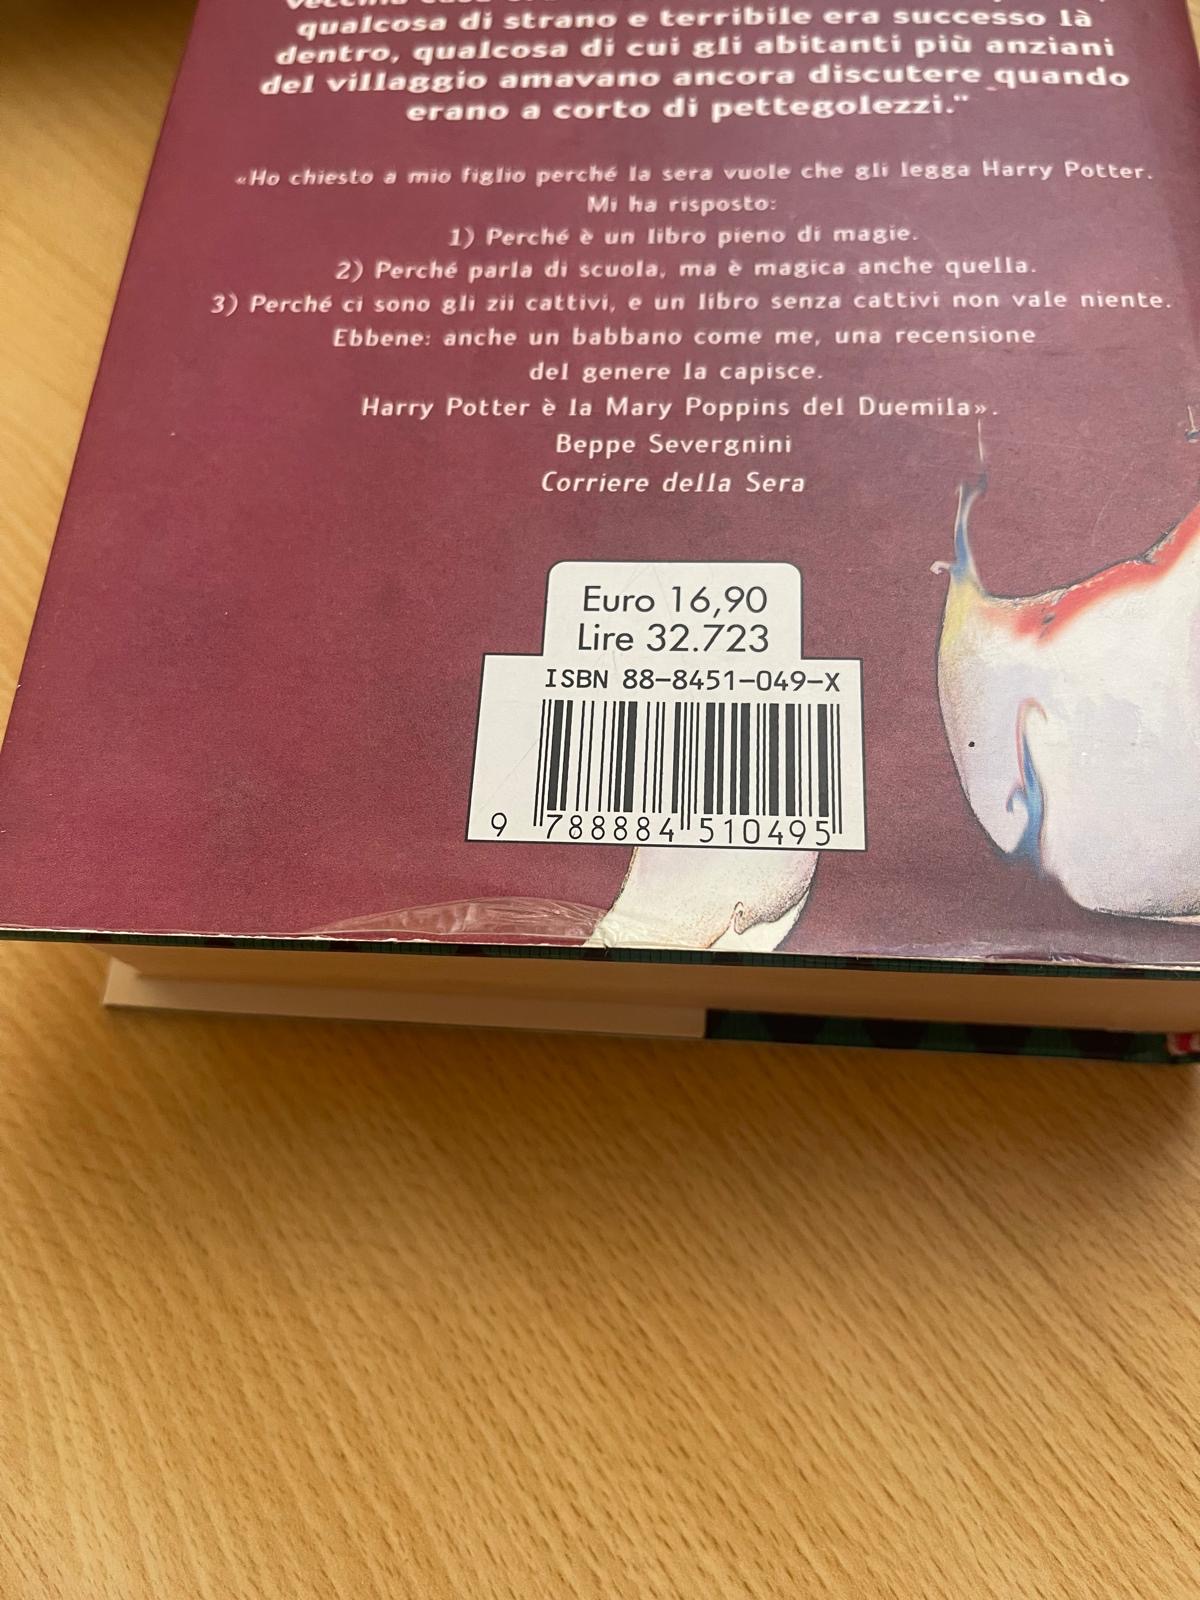 qualcosa di strano e terribile era successo là
dentro, qualcosa di cui gli abitanti più anziani
del villaggio amavano ancora discutere quando
erano a corto di pettegolezzi."
«Ho chiesto a mio figlio perché la sera vuole che gli legga Harry Potter.
Mi ha risposto:
1) Perché è un libro pieno di magie.
2) Perché parla di scuola, ma è magica anche quella.
3) Perché ci sono gli zii cattivi, e un libro senza cattivi non vale niente.
Ebbene: anche un babbano come me, una recensione
del genere la capisce.
Harry Potter è la Mary Poppins del Duemila».
Beppe Severgnini
Corriere della Sera
Euro 16,90
Lire 32.723
ISBN 88-8451-049-X
9 788884 510495